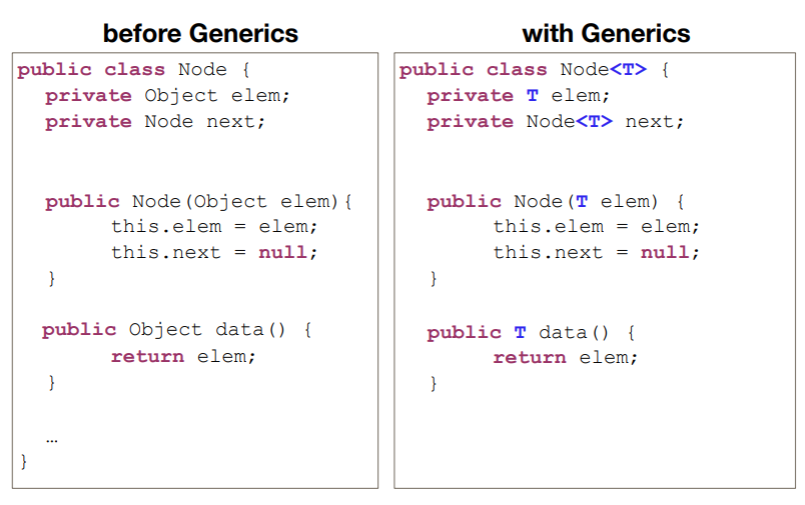 before Generics
public class Node {
private Object elem;
private Node next;
public Node(Object elem){
this.elem = elem;
this.next = null;
}
public Object data() {
return elem;
}
…
}
with Generics
public class Node<T> {
private T elem;
private Node<T> next;
public Node(T elem) {
this.elem = elem;
this.next = null;
}
public T data() {
return elem;
}